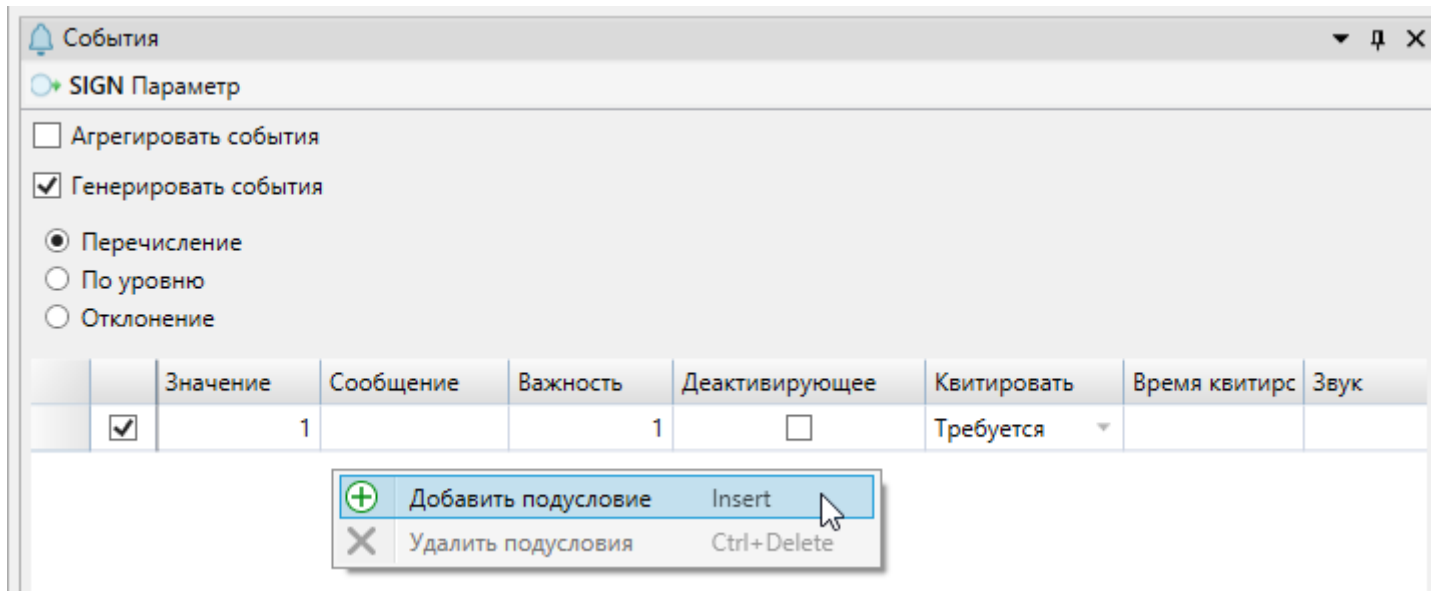 События
SIGN Параметр
Агрегировать события
Генерировать события
Перечисление
По уровню
Отклонение
Значение Сообщение Важность Деактивирующее Квитировать Время квитирс Звук
1 1 Требуется
Добавить подусловие Insert
Удалить подусловия Ctrl+Delete